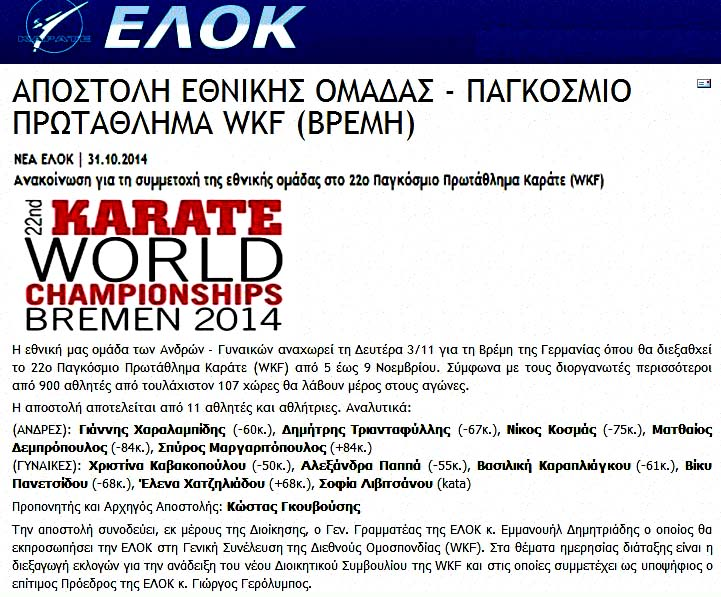 KAPATE
ΕΛΟΚ
ΑΠΟΣΤΟΛΗ ΕΘΝΙΚΗΣ ΟΜΑΔΑΣ - ΠΑΓΚΟΣΜΙΟ
ΠΡΩΤΑΘΛΗΜΑ WKF (ΒΡΕΜΗ)
ΝΕΑ ΕΛΟΚ | 31.10.2014
Ανακοίνωση για τη συμμετοχή της εθνικής ομάδας στο 22ο Παγκόσμιο Πρωτάθλημα Καράτε (WKF)
22nd KARATE
WORLD
CHAMPIONSHIPS
BREMEN 2014
Η εθνική μας ομάδα των Ανδρών - Γυναικών αναχωρεί τη Δευτέρα 3/11 για τη Βρέμη της Γερμανίας όπου θα διεξαχθεί
το 22ο Παγκόσμιο Πρωτάθλημα Καράτε (WKF) από 5 έως 9 Νοεμβρίου. Σύμφωνα με τους διοργανωτές περισσότεροι
από 900 αθλητές από τουλάχιστον 107 χώρες θα λάβουν μέρος στους αγώνες.
Η αποστολή αποτελείται από 11 αθλητές και αθλήτριες. Αναλυτικά:
(ΑΝΔΡΕΣ): Γιάννης Χαραλαμπίδης (-60κ.), Δημήτρης Τριανταφύλλης (-67κ.), Νίκος Κοσμάς (-75κ.), Ματθαίος
Δεμπρόπουλος (-84κ.), Σπύρος Μαργαριτόπουλος (+84κ.)
(ΓΥΝΑΙΚΕΣ): Χριστίνα Καβακοπούλου (-50κ.), Αλεξάνδρα Παππά (-55κ.), Βασιλική Καραπλιάγκου (-61κ.), Βίκυ
Πανετσίδου (-68κ.), Έλενα Χατζηλιάδου (+68κ.), Σοφία Λιβιτσάνου (kata)
Προπονητής και Αρχηγός Αποστολής: Κώστας Γκουβούσης
Την αποστολή συνοδεύει, εκ μέρους της Διοίκησης, ο Γεν. Γραμματέας της ΕΛΟΚ κ. Εμμανουήλ Δημητριάδης ο οποίος θα
εκπροσωπήσει την ΕΛΟΚ στη Γενική Συνέλευση της Διεθνούς Ομοσπονδίας (WKF). Στα θέματα ημερησίας διάταξης είναι η
διεξαγωγή εκλογών για την ανάδειξη του νέου Διοικητικού Συμβουλίου της WKF και στις οποίες συμμετέχει ως υποψήφιος ο
επίτιμος Πρόεδρος της ΕΛΟΚ κ. Γιώργος Γερόλυμπος.